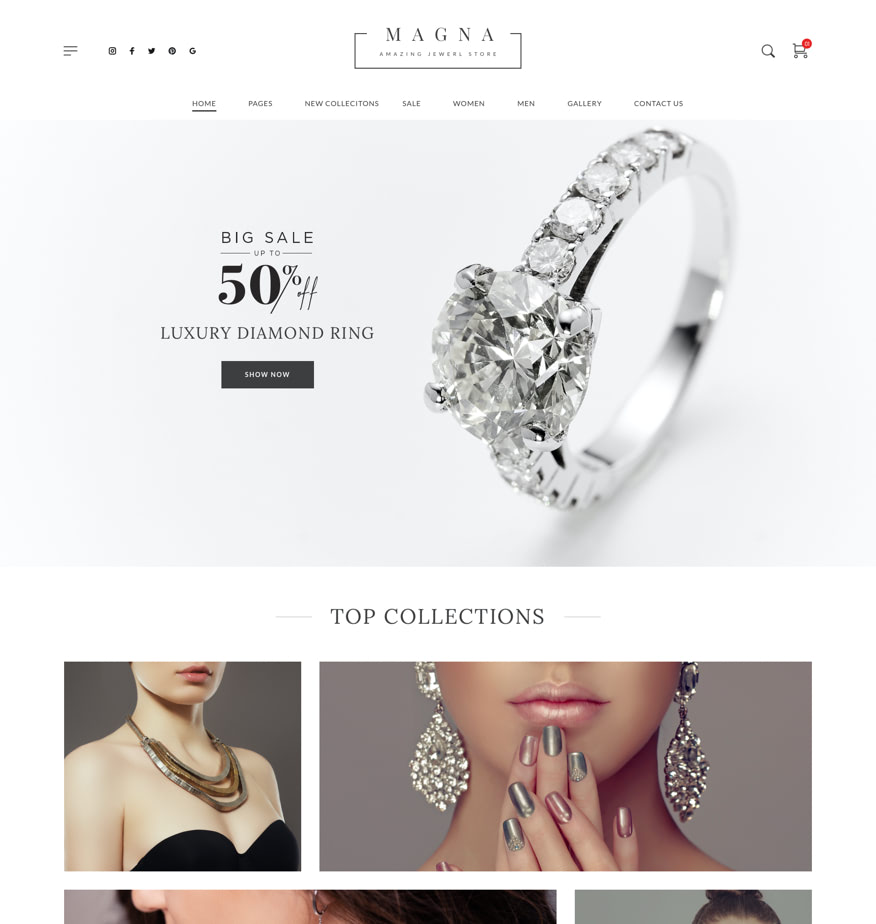 MAGNA
AMAZING JEWERL STORE
HOME PAGES NEW COLLECITONS SALE WOMEN MEN GALLERY CONTACT US
BIG SALE
UP TO
50% off
LUXURY DIAMOND RING
SHOW NOW
TOP COLLECTIONS